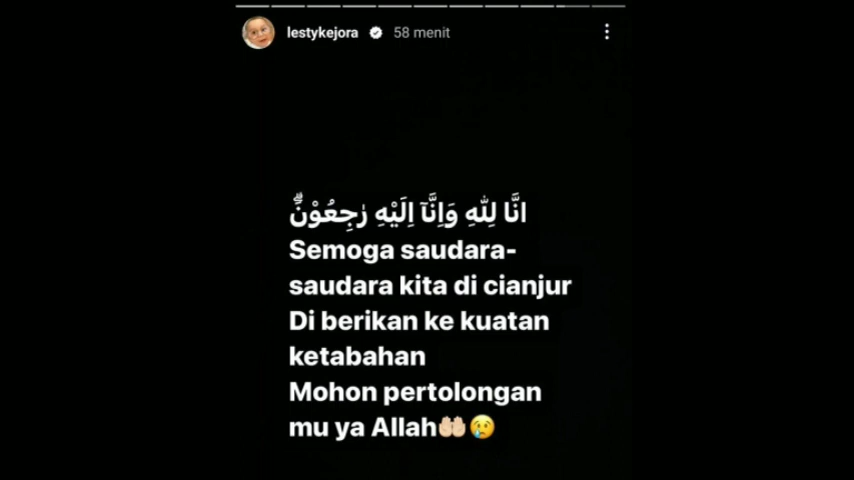 lestykejora 58 menit
اِنَّا لِلّٰهِ وَاِنَّآ اِلَيْهِ رٰجِعُوْنَۗ
Semoga saudara-
saudara kita di cianjur
Di berikan ke kuatan
ketabahan
Mohon pertolongan
mu ya Allah🤲🏻😢